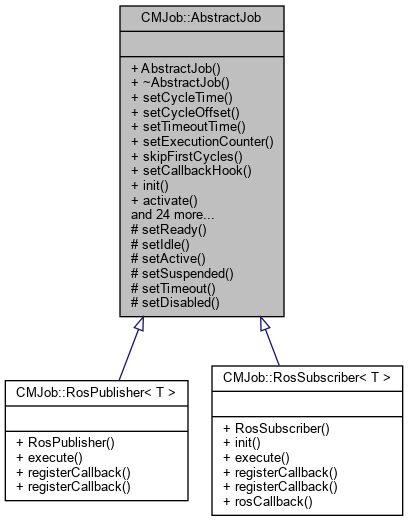 CMJob::AbstractJob
+ AbstractJob()
+ ~AbstractJob()
+ setCycleTime()
+ setCycleOffset()
+ setTimeoutTime()
+ setExecutionCounter()
+ skipFirstCycles()
+ setCallbackHook()
+ init()
+ activate()
and 24 more...
# setReady()
# setIdle()
# setActive()
# setSuspended()
# setTimeout()
# setDisabled()
CMJob::RosPublisher< T >
+ RosPublisher()
+ execute()
+ registerCallback()
+ registerCallback()
CMJob::RosSubscriber< T >
+ RosSubscriber()
+ init()
+ execute()
+ registerCallback()
+ registerCallback()
+ rosCallback()